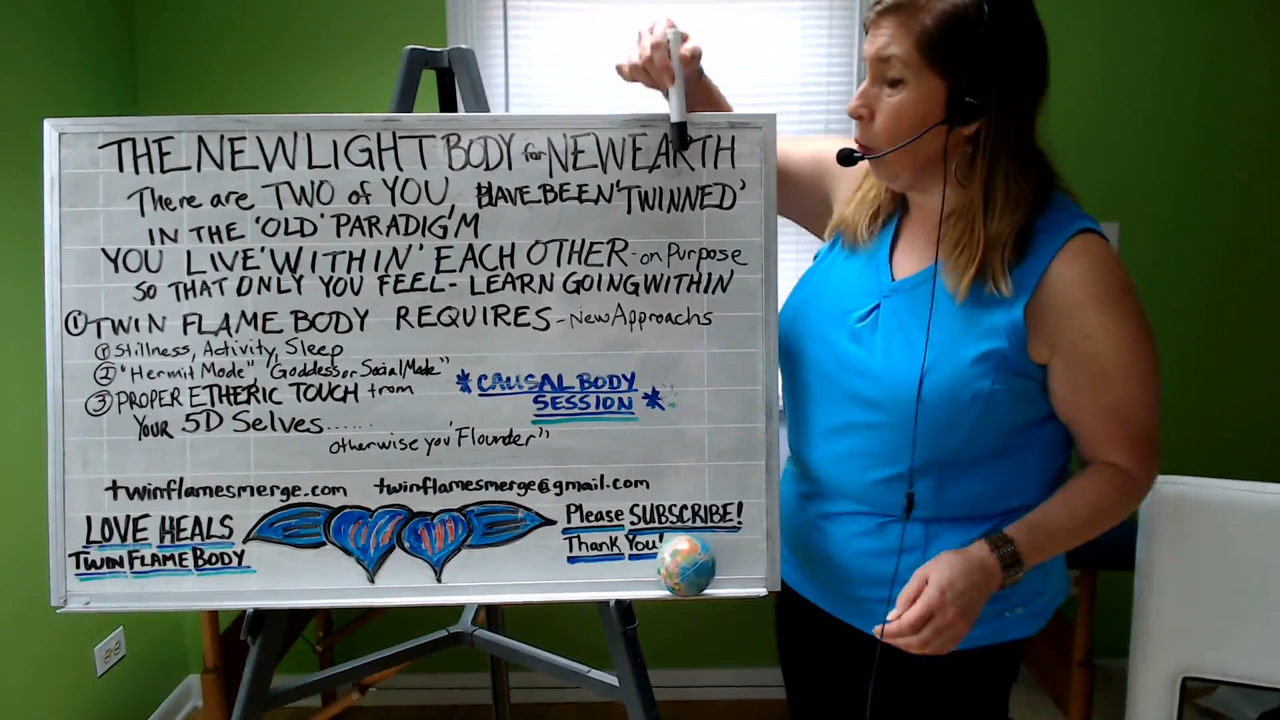 THE NEW LIGHT BODY for NEW EARTH
There are TWO of YOU, HAVE BEEN 'TWINNED'
IN THE 'OLD' PARADIGM
YOU LIVE 'WITHIN' EACH OTHER - on Purpose
SO THAT ONLY YOU FEEL - LEARN GOING WITHIN
① TWIN FLAME BODY REQUIRES - New Approachs
① Stillness, Activity, Sleep
② "Hermit Mode" "Goddess or Social Mode"
③ PROPER ETHERIC TOUCH from
YOUR 5D Selves......
otherwise you 'Flounder"
* CAUSAL BODY
SESSION *
twinflamesmerge.com twinflamesmerge@gmail.com
LOVE HEALS
TWIN FLAME BODY
Please SUBSCRIBE!
Thank You!